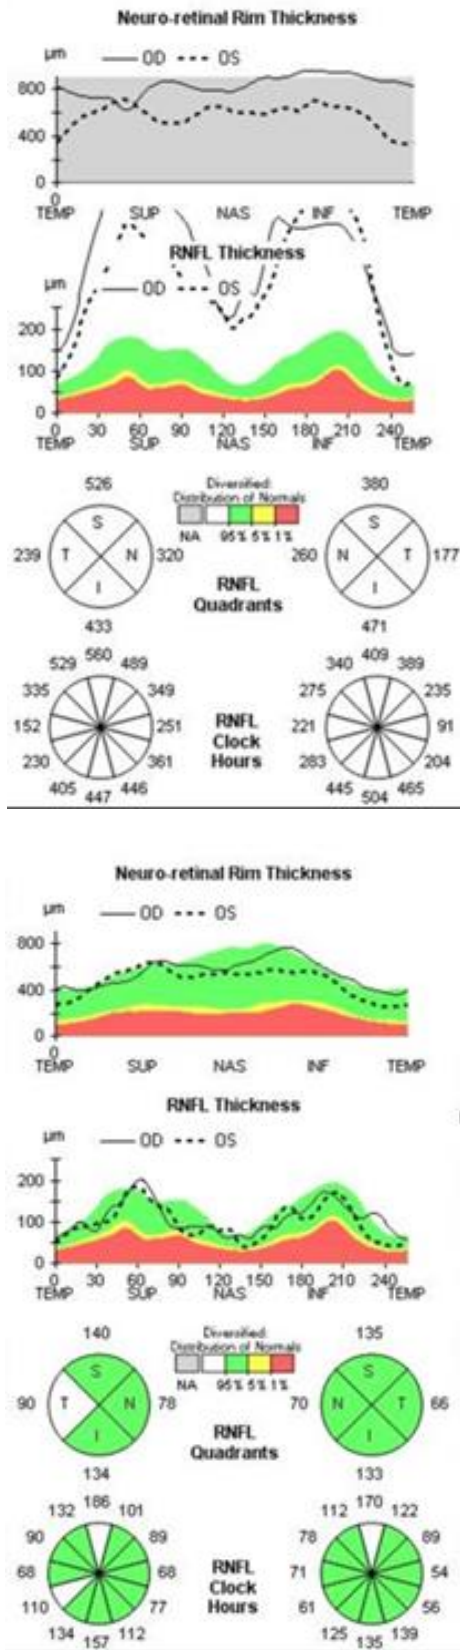 Neuro-retinal Rim Thickness
µm OD OS
800
400
0
0
TEMP SUP NAS INF TEMP
RNFL Thickness
µm OD OS
200
100
0
0 30 60 90 120 150 180 210 240
TEMP SUP NAS INF TEMP
526 Diversified: 380
Distribution of Normals
NA 95% 5% 1%
239 T S N I 320 260 N S T I 177
RNFL
Quadrants
433 471
529 560 489 340 409 389
335 349 275 235
152 251 RNFL 221 91
Clock
230 361 Hours 283 204
405 447 446 445 504 465
Neuro-retinal Rim Thickness
µm OD OS
800
400
0
0
TEMP SUP NAS INF TEMP
RNFL Thickness
µm OD OS
200
100
0
0 30 60 90 120 150 180 210 240
TEMP SUP NAS INF TEMP
140 Diversified: 135
Distribution of Normals
NA 95% 5% 1%
90 T S N I 78 70 N S T I 66
RNFL
Quadrants
134 133
132 186 101 112 170 122
90 89 78 89
68 68 RNFL 71 54
Clock
110 77 Hours 61 56
134 157 112 125 135 139